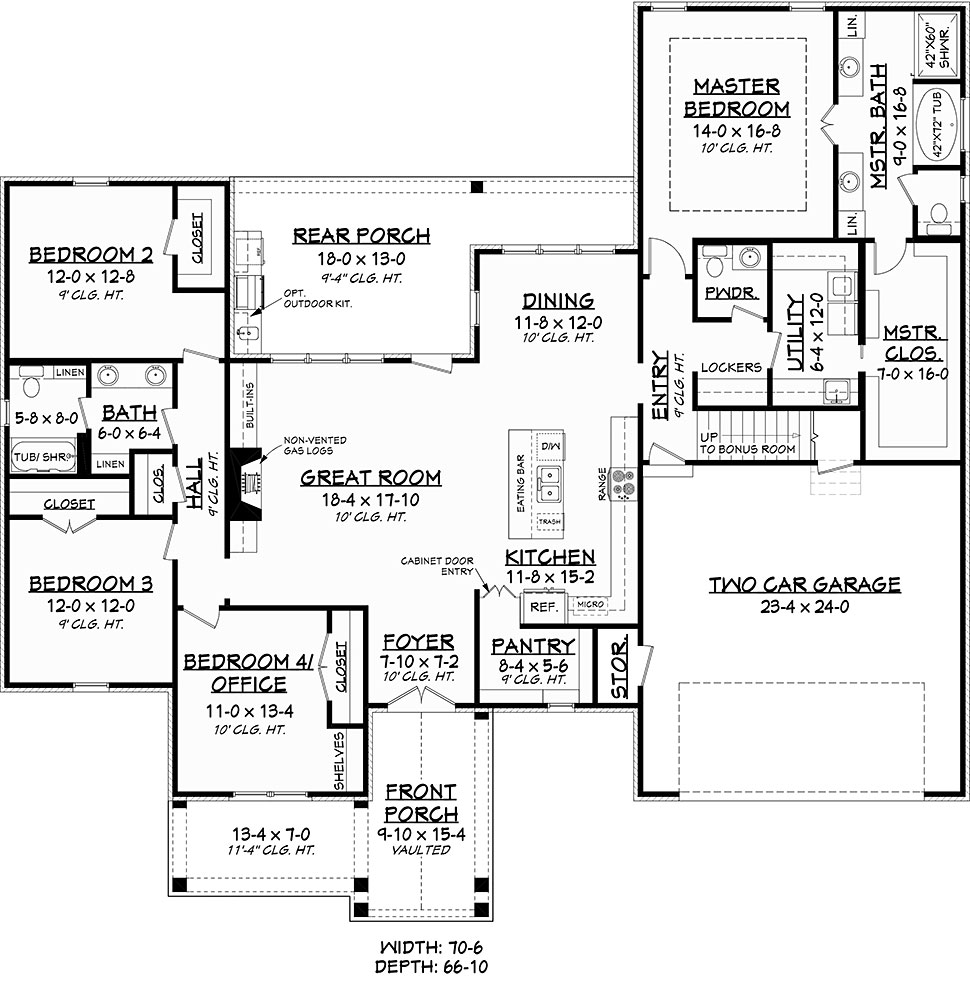 LIN.
42"X60"
SHWR.
MASTER
BEDROOM
14-0 x 16-8
10' CLG. HT.
MSTR. BATH
9-0 x 16-8
42"X72" TUB
LIN.
BEDROOM 2
12-0 x 12-8
9' CLG. HT.
CLOSET
REAR PORCH
18-0 x 13-0
9'-4" CLG. HT.
REF.
OPT.
OUTDOOR KIT.
DINING
11-8 x 12-0
10' CLG. HT.
PWDR.
UTILITY
6-4 x 12-0
MSTR.
CLOS.
7-0 x 16-0
LOCKERS
ENTRY
9' CLG. HT.
LINEN
5-8 x 8-0
BATH
6-0 x 6-4
TUB/ SHR.
LINEN
BUILT-INS
NON-VENTED
GAS LOGS
UP
TO BONUS ROOM
CLOSET
CLOS.
HALL
9' CLG. HT.
GREAT ROOM
18-4 x 17-10
10' CLG. HT.
D/W
EATING BAR
TRASH
RANGE
CABINET DOOR
ENTRY
KITCHEN
11-8 x 15-2
REF.
MICRO
BEDROOM 3
12-0 x 12-0
9' CLG. HT.
TWO CAR GARAGE
23-4 x 24-0
BEDROOM 4/
OFFICE
11-0 x 13-4
10' CLG. HT.
CLOSET
FOYER
7-10 x 7-2
10' CLG. HT.
PANTRY
8-4 x 5-6
9' CLG. HT.
STOR.
SHELVES
FRONT
PORCH
9-10 x 15-4
VAULTED
13-4 x 7-0
11'-4" CLG. HT.
WIDTH: 70-6
DEPTH: 66-10